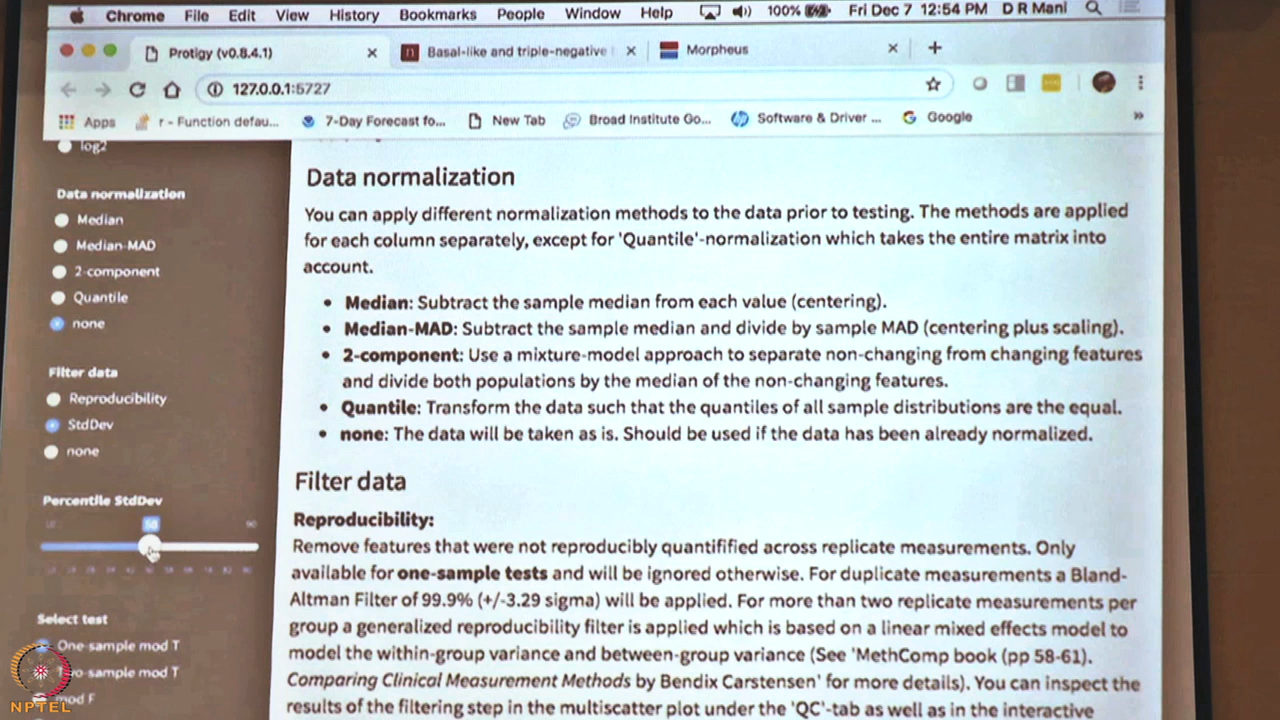 Chrome File Edit View History Bookmarks People Window Help 100% Fri Dec 7 12:54 PM D R Mani
Protigy (v0.8.4.1) Basal-like and triple-negative Morpheus
127.0.0.1:5727
Apps r - Function defau... 7-Day Forecast fo... New Tab Broad Institute Go... Software & Driver ... Google »
log2
Data normalization
Median
Median-MAD
2-component
Quantile
none
Filter data
Reproducibility
StdDev
none
Percentile StdDev
10 50 90
Select test
One-sample mod T
Two-sample mod T
mod F
NPTEL
Data normalization
You can apply different normalization methods to the data prior to testing. The methods are applied
for each column separately, except for 'Quantile'-normalization which takes the entire matrix into
account.
• Median: Subtract the sample median from each value (centering).
• Median-MAD: Subtract the sample median and divide by sample MAD (centering plus scaling).
• 2-component: Use a mixture-model approach to separate non-changing from changing features
and divide both populations by the median of the non-changing features.
• Quantile: Transform the data such that the quantiles of all sample distributions are the equal.
• none: The data will be taken as is. Should be used if the data has been already normalized.
Filter data
Reproducibility:
Remove features that were not reproducibly quantifified across replicate measurements. Only
available for one-sample tests and will be ignored otherwise. For duplicate measurements a Bland-
Altman Filter of 99.9% (+/-3.29 sigma) will be applied. For more than two replicate measurements per
group a generalized reproducibility filter is applied which is based on a linear mixed effects model to
model the within-group variance and between-group variance (See 'MethComp book (pp 58-61).
Comparing Clinical Measurement Methods by Bendix Carstensen' for more details). You can inspect the
results of the filtering step in the multiscatter plot under the 'QC'-tab as well as in the interactive